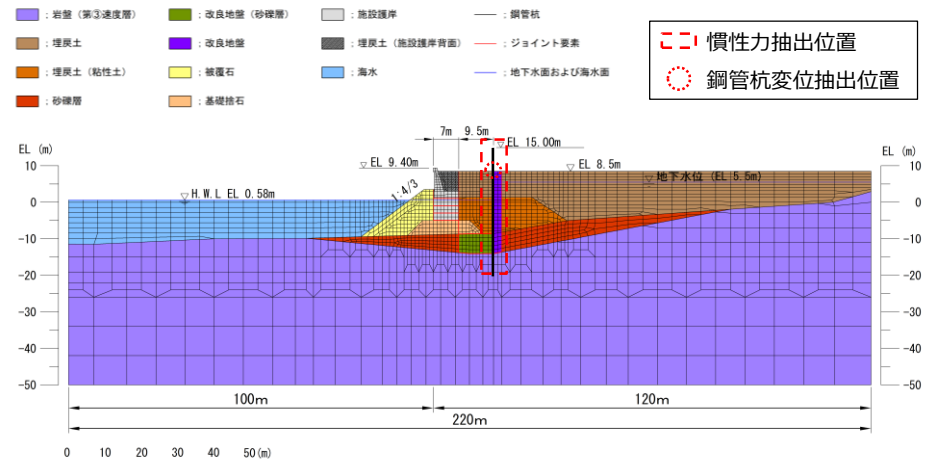 ；岩盤（第③速度層） ；改良地盤（砂礫層） ；施設護岸 ；鋼管杭
；埋戻土 ；改良地盤 ；埋戻土（施設護岸背面） ；ジョイント要素
；埋戻土（粘性土） ；被覆石 ；海水 ；地下水面および海水面
；砂礫層 ；基礎捨石
慣性力抽出位置
鋼管杭変位抽出位置
7m 9.5m
EL (m) EL 9.40m EL 15.00m EL 8.5m EL (m)
H.W.L EL 0.58m 1:4/3 地下水位 (EL 5.5m)
10 10
0 0
-10 -10
-20 -20
-30 -30
-40 -40
-50 -50
100m 120m
220m
0 10 20 30 40 50(m)